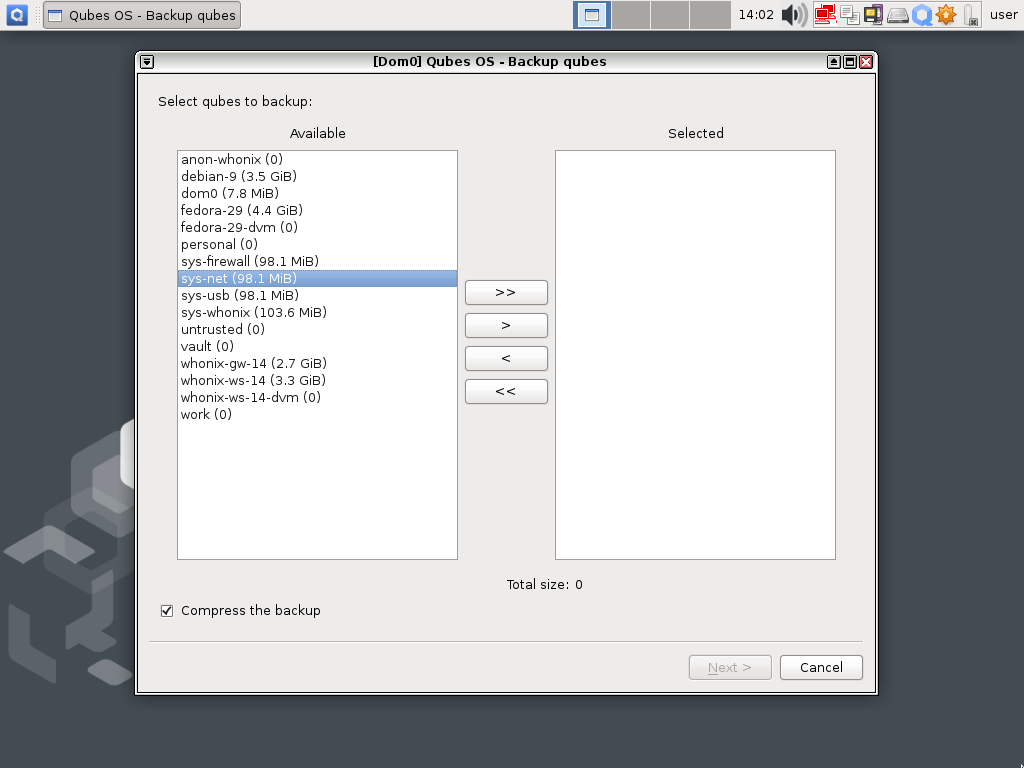 Qubes OS - Backup qubes
14:02
user
[Dom0] Qubes OS - Backup qubes
Select qubes to backup:
Available
Selected
anon-whonix (0)
debian-9 (3.5 GiB)
dom0 (7.8 MiB)
fedora-29 (4.4 GiB)
fedora-29-dvm (0)
personal (0)
sys-firewall (98.1 MiB)
sys-net (98.1 MiB)
sys-usb (98.1 MiB)
sys-whonix (103.6 MiB)
untrusted (0)
vault (0)
whonix-gw-14 (2.7 GiB)
whonix-ws-14 (3.3 GiB)
whonix-ws-14-dvm (0)
work (0)
>>
>
<
<<
Total size: 0
Compress the backup
Next >
Cancel